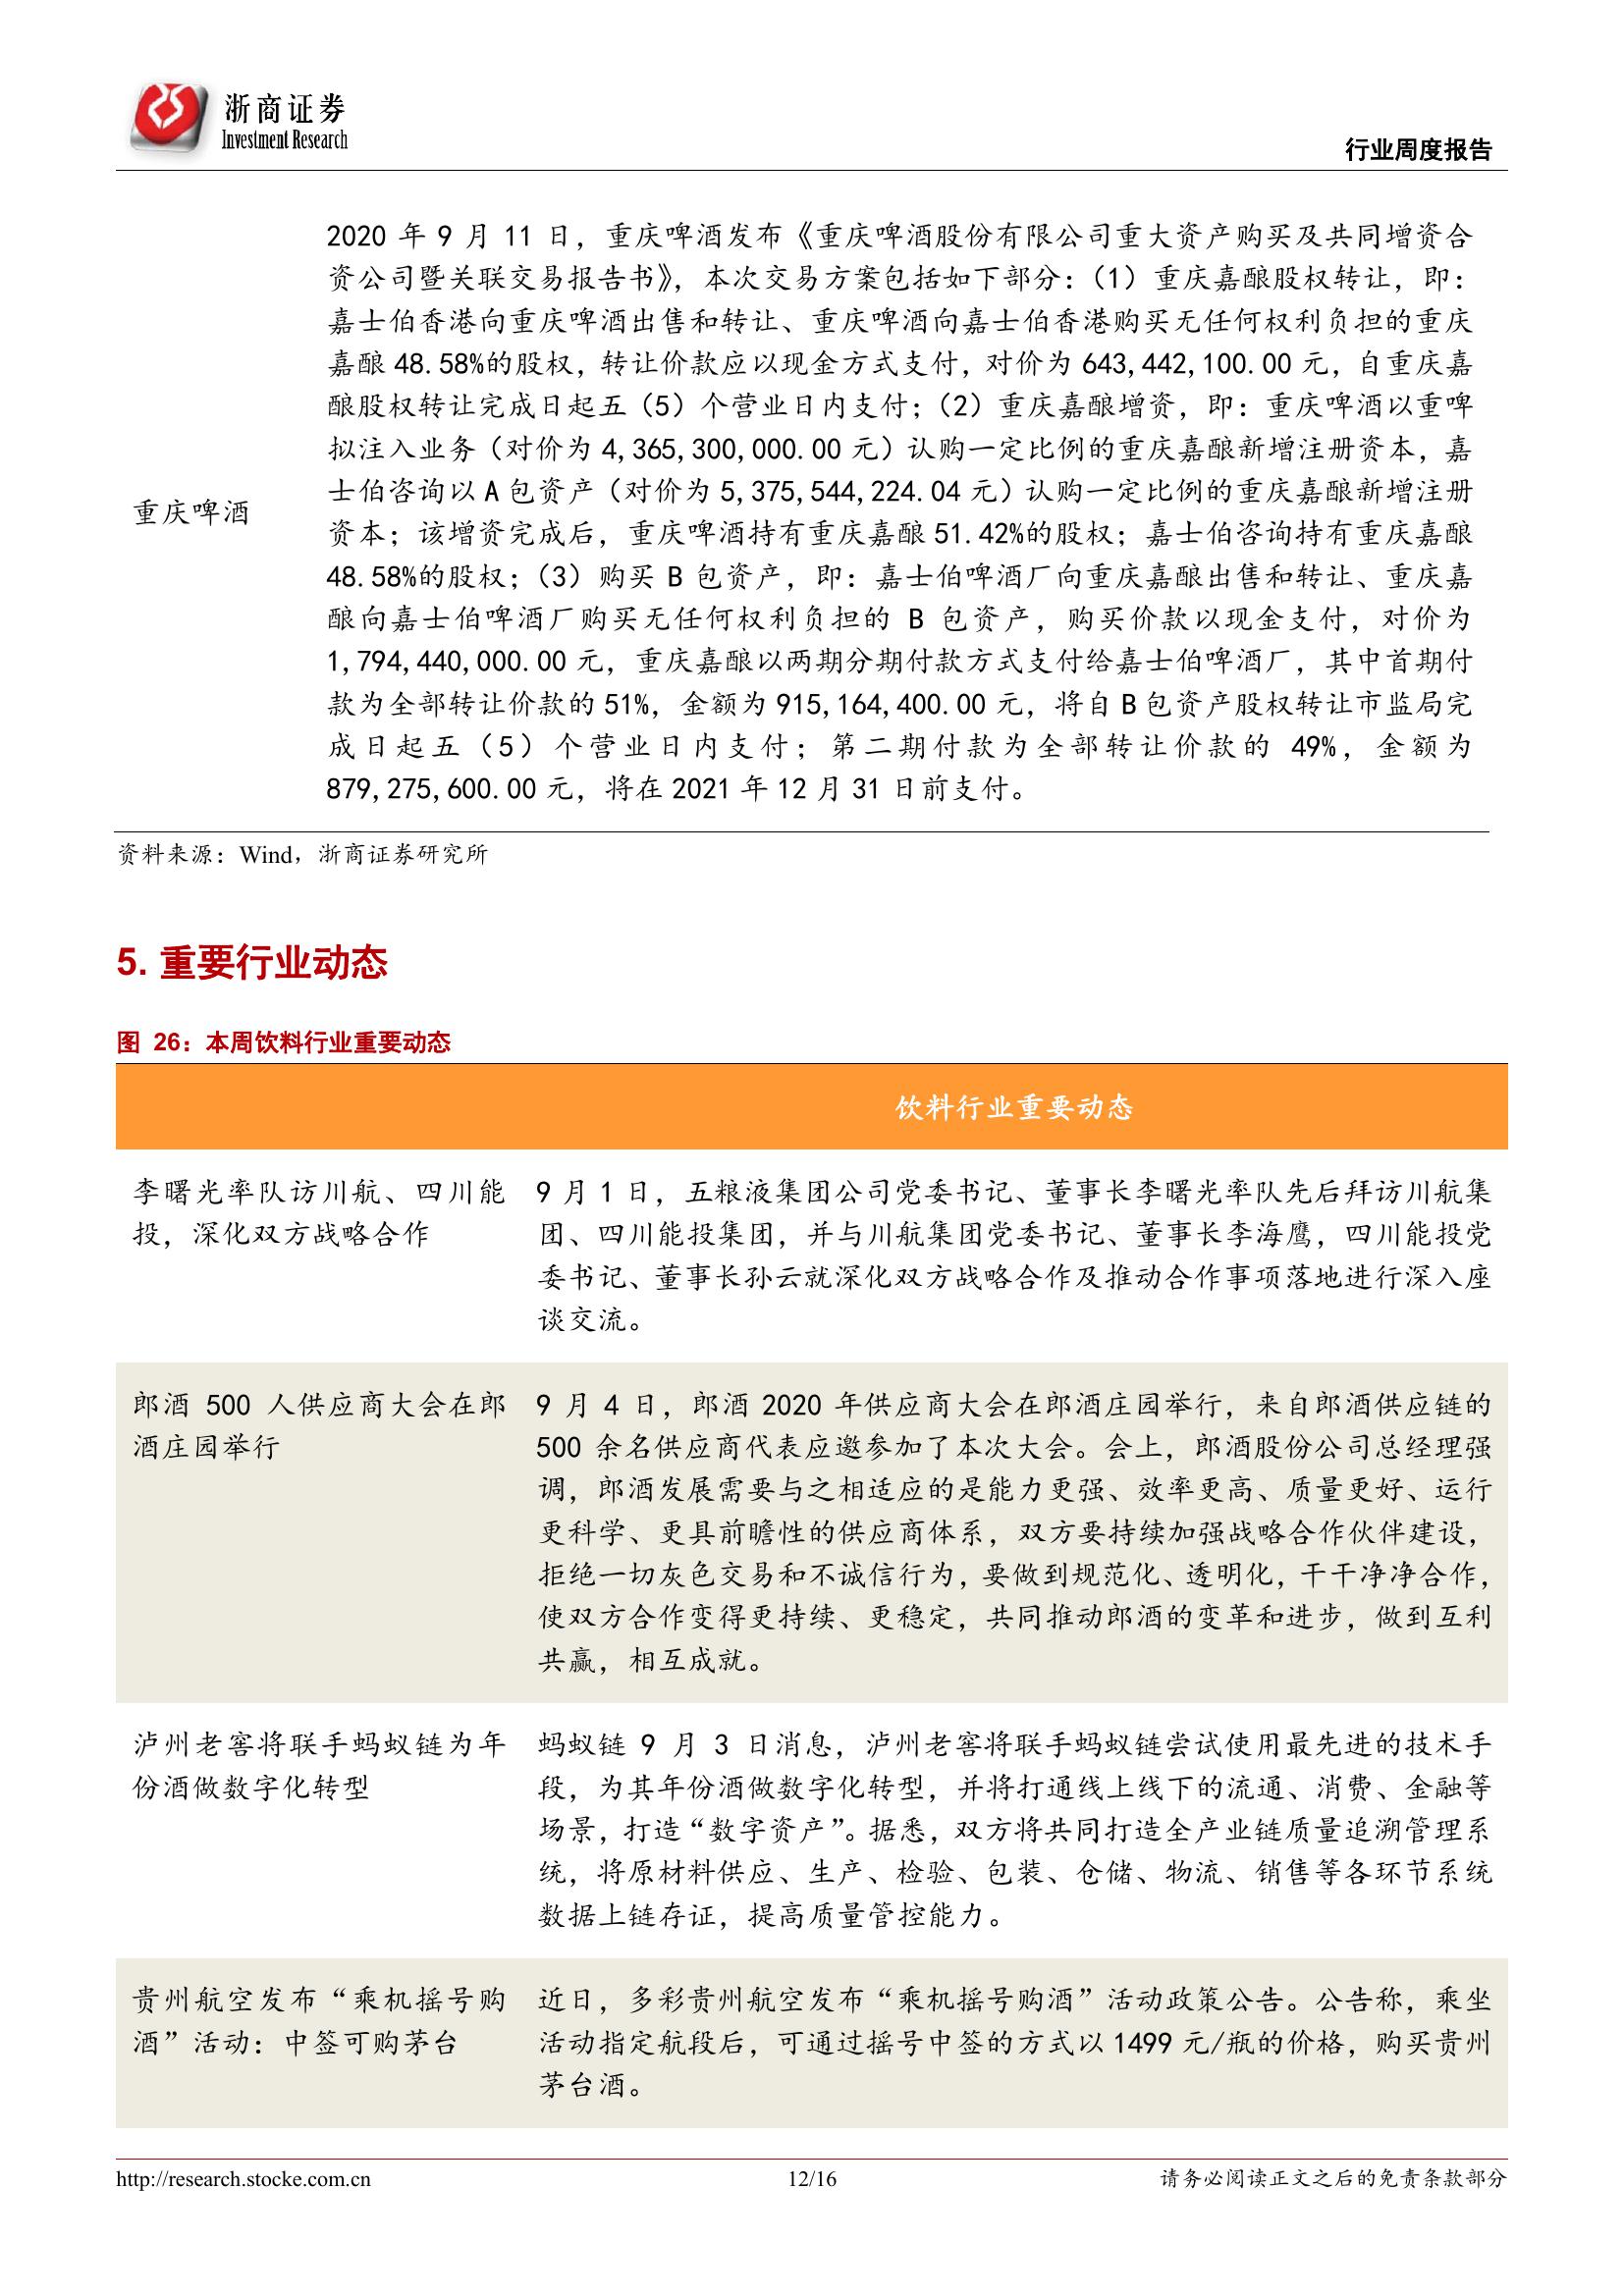 浙商证券
Investment Research
行业周度报告
2020 年 9 月 11 日，重庆啤酒发布《重庆啤酒股份有限公司重大资产购买及共同增资合
资公司暨关联交易报告书》，本次交易方案包括如下部分：（1）重庆嘉酿股权转让，即：
嘉士伯香港向重庆啤酒出售和转让、重庆啤酒向嘉士伯香港购买无任何权利负担的重庆
嘉酿 48.58%的股权，转让价款应以现金方式支付，对价为 643,442,100.00 元，自重庆嘉
酿股权转让完成日起五（5）个营业日内支付；（2）重庆嘉酿增资，即：重庆啤酒以重啤
拟注入业务（对价为 4,365,300,000.00 元）认购一定比例的重庆嘉酿新增注册资本，嘉
士伯咨询以 A 包资产（对价为 5,375,544,224.04 元）认购一定比例的重庆嘉酿新增注册
重庆啤酒
资本；该增资完成后，重庆啤酒持有重庆嘉酿 51.42%的股权；嘉士伯咨询持有重庆嘉酿
48.58%的股权；（3）购买 B 包资产，即：嘉士伯啤酒厂向重庆嘉酿出售和转让、重庆嘉
酿向嘉士伯啤酒厂购买无任何权利负担的 B 包资产，购买价款以现金支付，对价为
1,794,440,000.00 元，重庆嘉酿以两期分期付款方式支付给嘉士伯啤酒厂，其中首期付
款为全部转让价款的 51%，金额为 915,164,400.00 元，将自 B 包资产股权转让市监局完
成日起五（5）个营业日内支付；第二期付款为全部转让价款的 49%，金额为
879,275,600.00 元，将在 2021 年 12 月 31 日前支付。
资料来源：Wind，浙商证券研究所
5. 重要行业动态
图 26：本周饮料行业重要动态
饮料行业重要动态
李曙光率队访川航、四川能
投，深化双方战略合作
9 月 1 日，五粮液集团公司党委书记、董事长李曙光率队先后拜访川航集
团、四川能投集团，并与川航集团党委书记、董事长李海鹰，四川能投党
委书记、董事长孙云就深化双方战略合作及推动合作事项落地进行深入座
谈交流。
郎酒 500 人供应商大会在郎
酒庄园举行
9 月 4 日，郎酒 2020 年供应商大会在郎酒庄园举行，来自郎酒供应链的
500 余名供应商代表应邀参加了本次大会。会上，郎酒股份公司总经理强
调，郎酒发展需要与之相适应的是能力更强、效率更高、质量更好、运行
更科学、更具前瞻性的供应商体系，双方要持续加强战略合作伙伴建设，
拒绝一切灰色交易和不诚信行为，要做到规范化、透明化，干干净净合作，
使双方合作变得更持续、更稳定，共同推动郎酒的变革和进步，做到互利
共赢，相互成就。
泸州老窖将联手蚂蚁链为年
份酒做数字化转型
蚂蚁链 9 月 3 日消息，泸州老窖将联手蚂蚁链尝试使用最先进的技术手
段，为其年份酒做数字化转型，并将打通线上线下的流通、消费、金融等
场景，打造“数字资产”。据悉，双方将共同打造全产业链质量追溯管理系
统，将原材料供应、生产、检验、包装、仓储、物流、销售等各环节系统
数据上链存证，提高质量管控能力。
贵州航空发布“乘机摇号购
酒”活动：中签可购茅台
近日，多彩贵州航空发布“乘机摇号购酒”活动政策公告。公告称，乘坐
活动指定航段后，可通过摇号中签的方式以 1499 元/瓶的价格，购买贵州
茅台酒。
http://research.stocke.com.cn
12/16
请务必阅读正文之后的免责条款部分